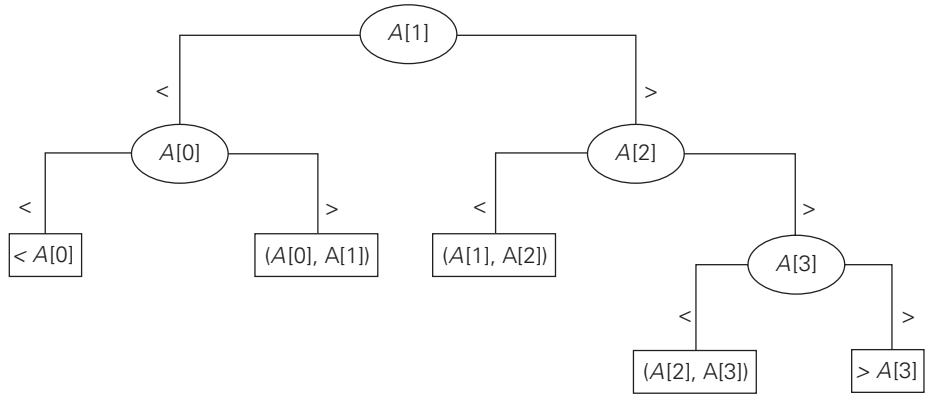 A[1]
< >
A[0] A[2]
< > < >
< A[0] (A[0], A[1]) (A[1], A[2]) A[3]
< >
(A[2], A[3]) > A[3]